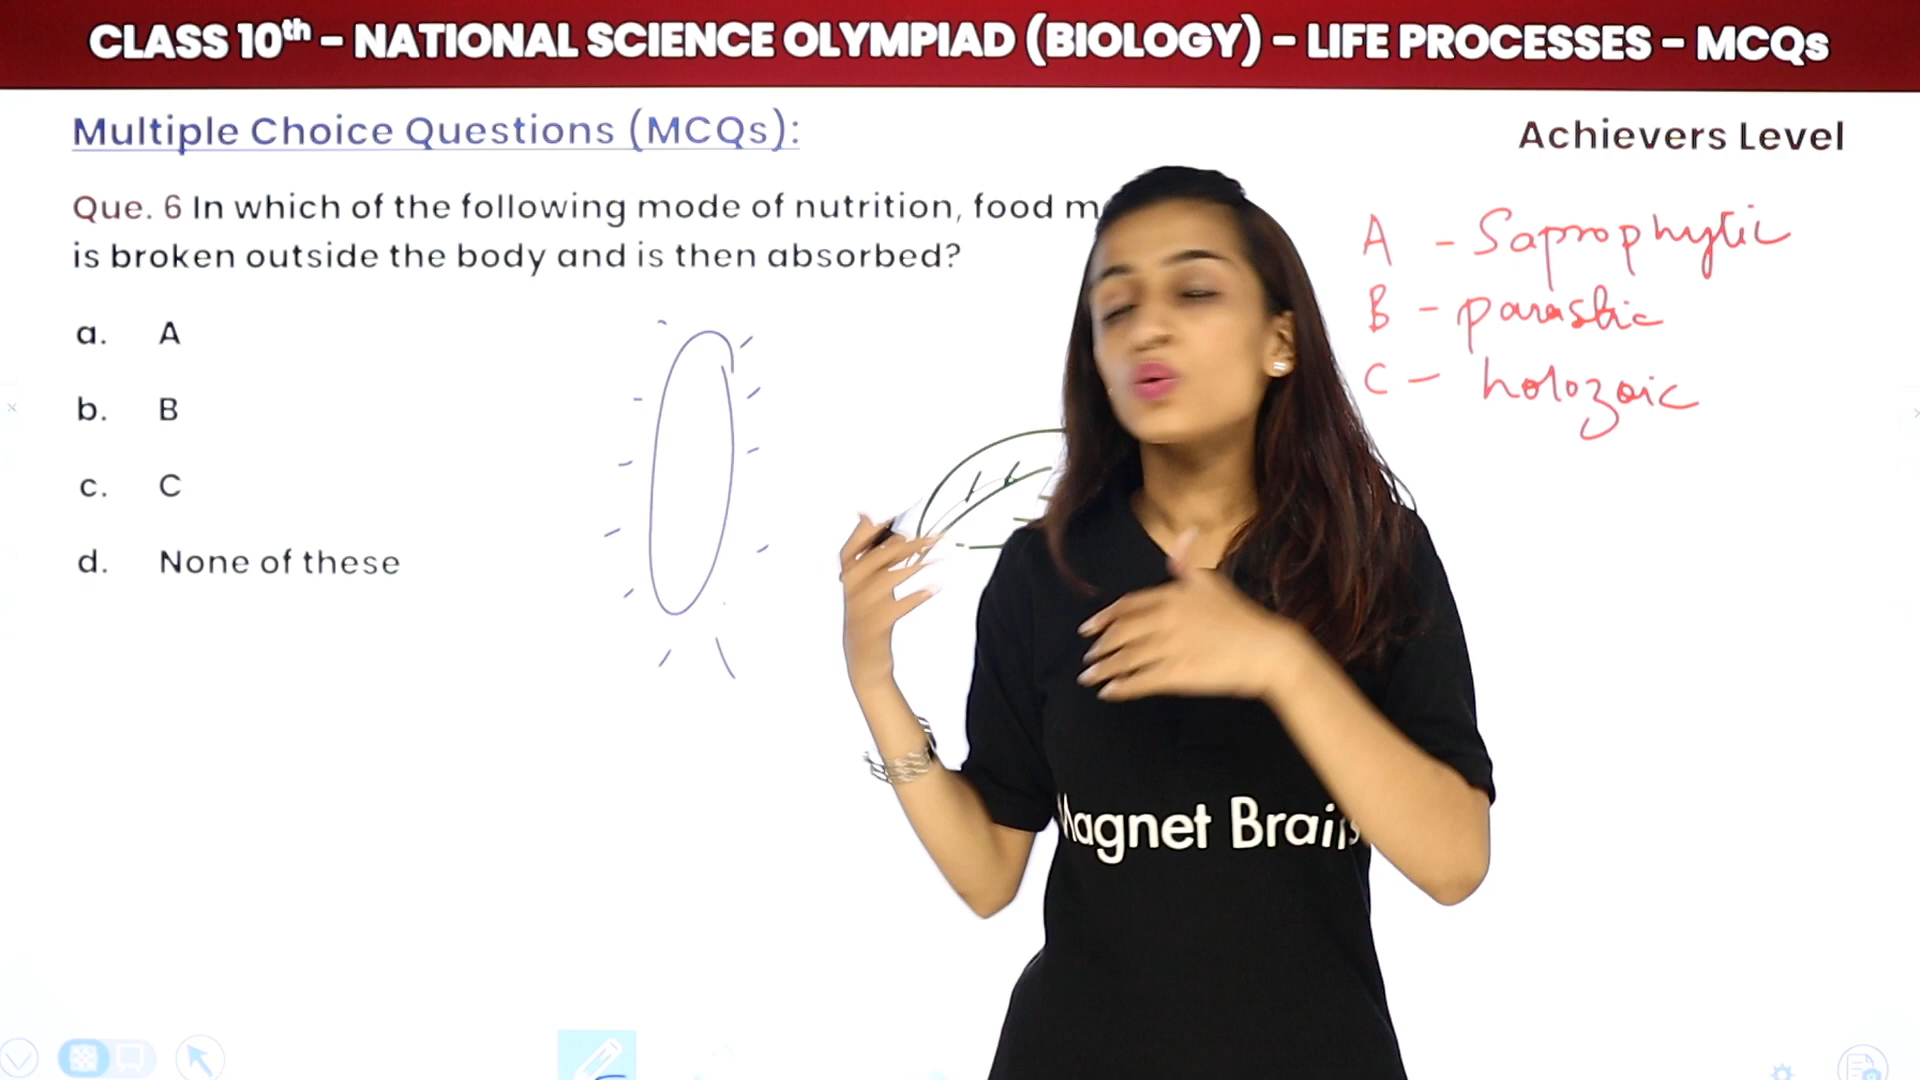 CLASS 10th – NATIONAL SCIENCE OLYMPIAD (BIOLOGY) – LIFE PROCESSES – MCQs
Multiple Choice Questions (MCQs):
Achievers Level
Que. 6 In which of the following mode of nutrition, food
is broken outside the body and is then absorbed?
a. A
b. B
c. C
d. None of these
A - Saprophytic
B - parasitic
C - holozoic
Magnet Brains